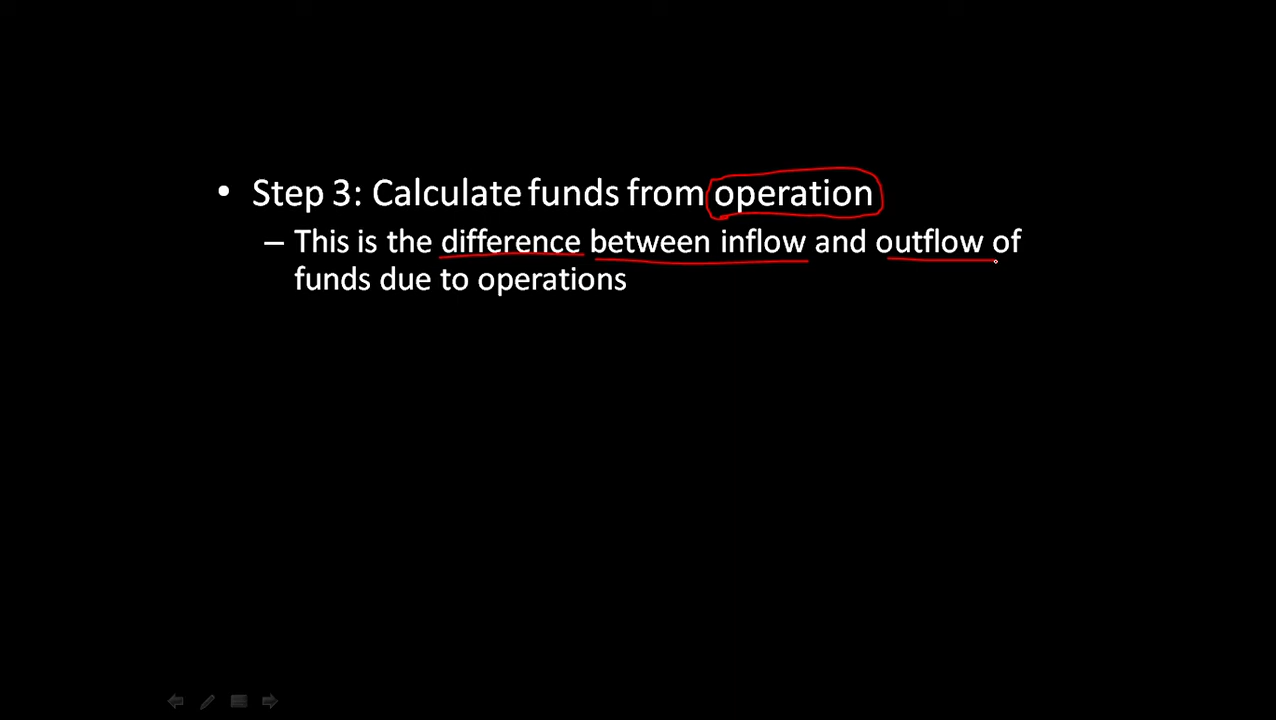 • Step 3: Calculate funds from operation
– This is the difference between inflow and outflow of
funds due to operations